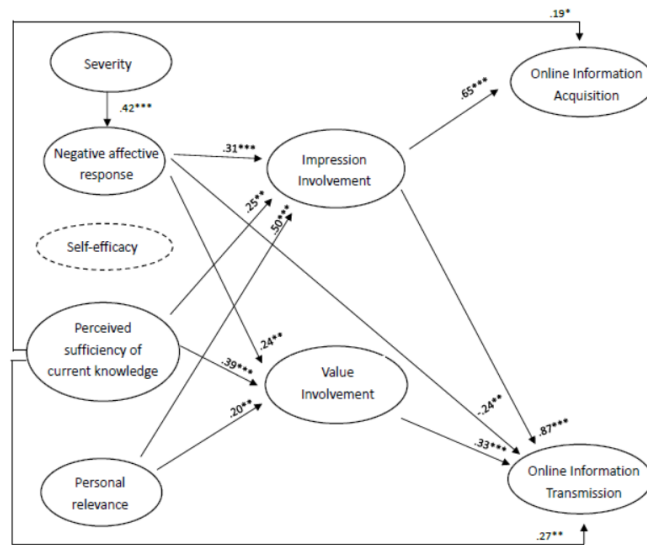 .19*
Severity
Online Information
Acquisition
.42***
.65***
Negative affective
response
.31***
Impression
Involvement
.25**
.50***
Self-efficacy
Perceived
sufficiency of
current knowledge
.24**
.39***
Value
Involvement
.20**
-.24**
.87***
.33***
Personal
relevance
Online Information
Transmission
.27**